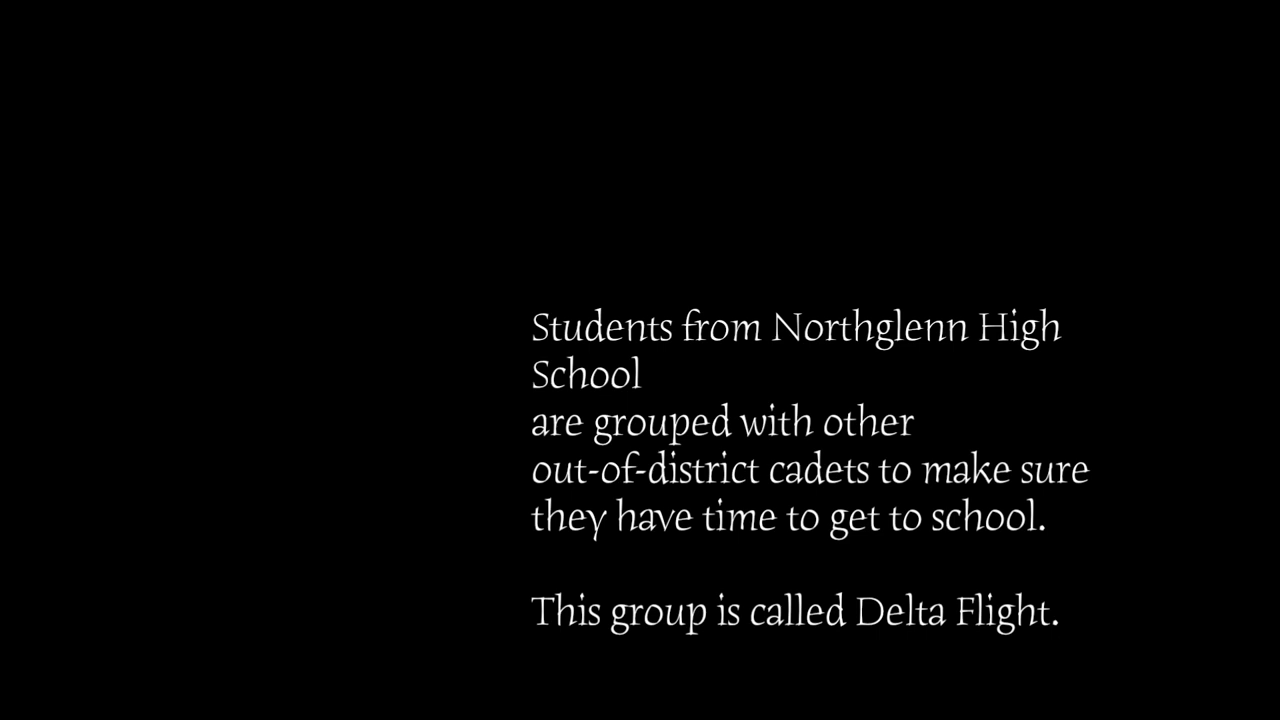 Students from Northglenn High
School
are grouped with other
out-of-district cadets to make sure
they have time to get to school.
This group is called Delta Flight.